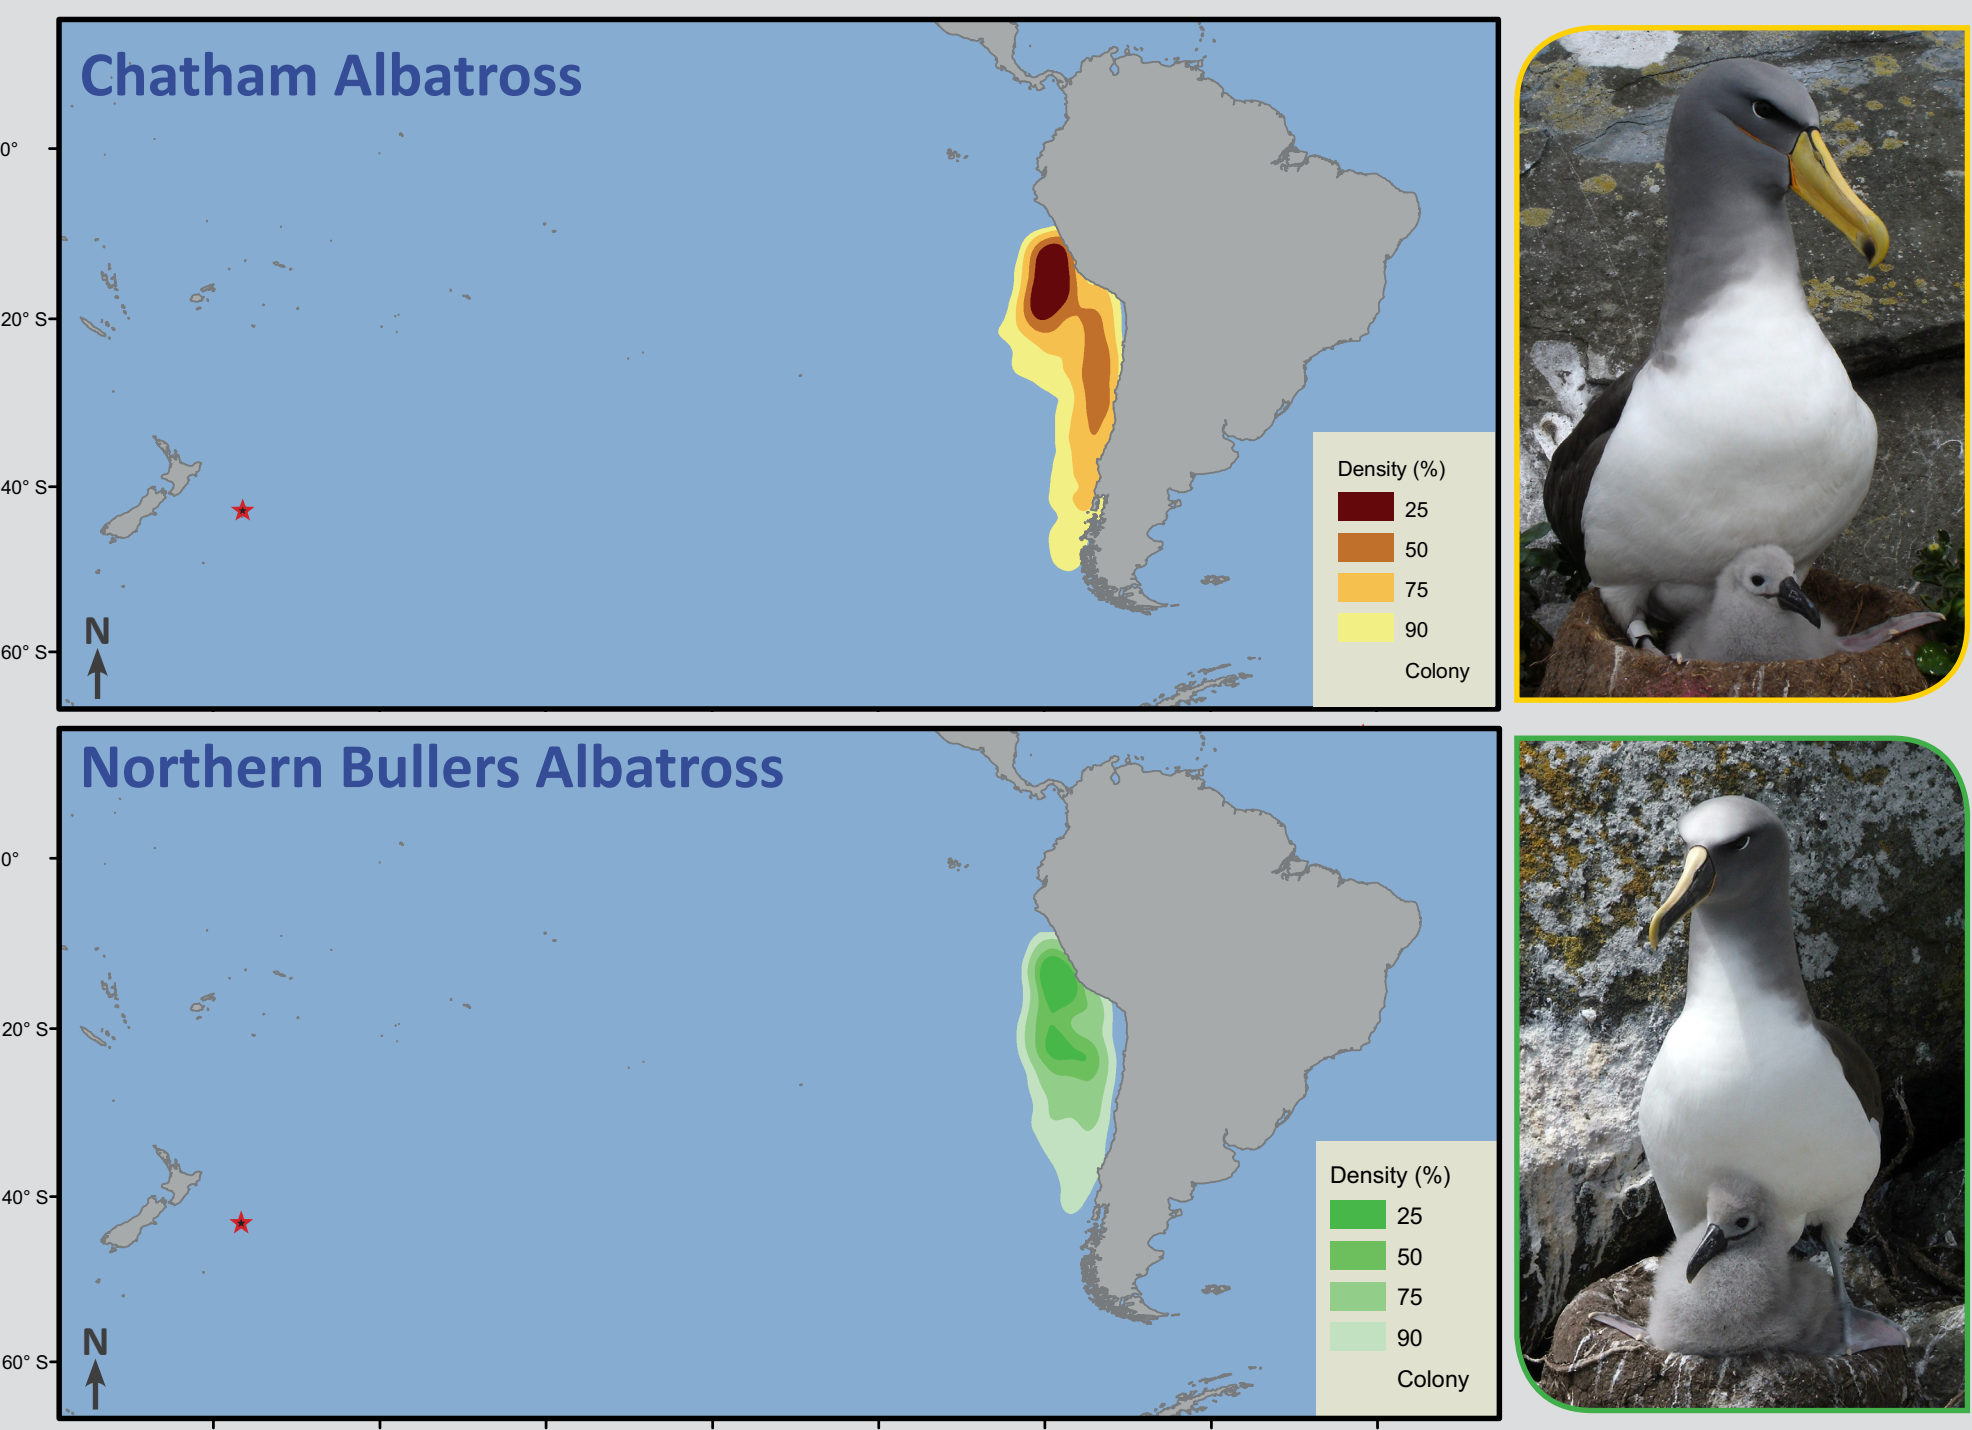 Chatham Albatross
0°
20° S
40° S
60° S
N
Density (%)
25
50
75
90
Colony
Northern Bullers Albatross
0°
20° S
40° S
60° S
N
Density (%)
25
50
75
90
Colony